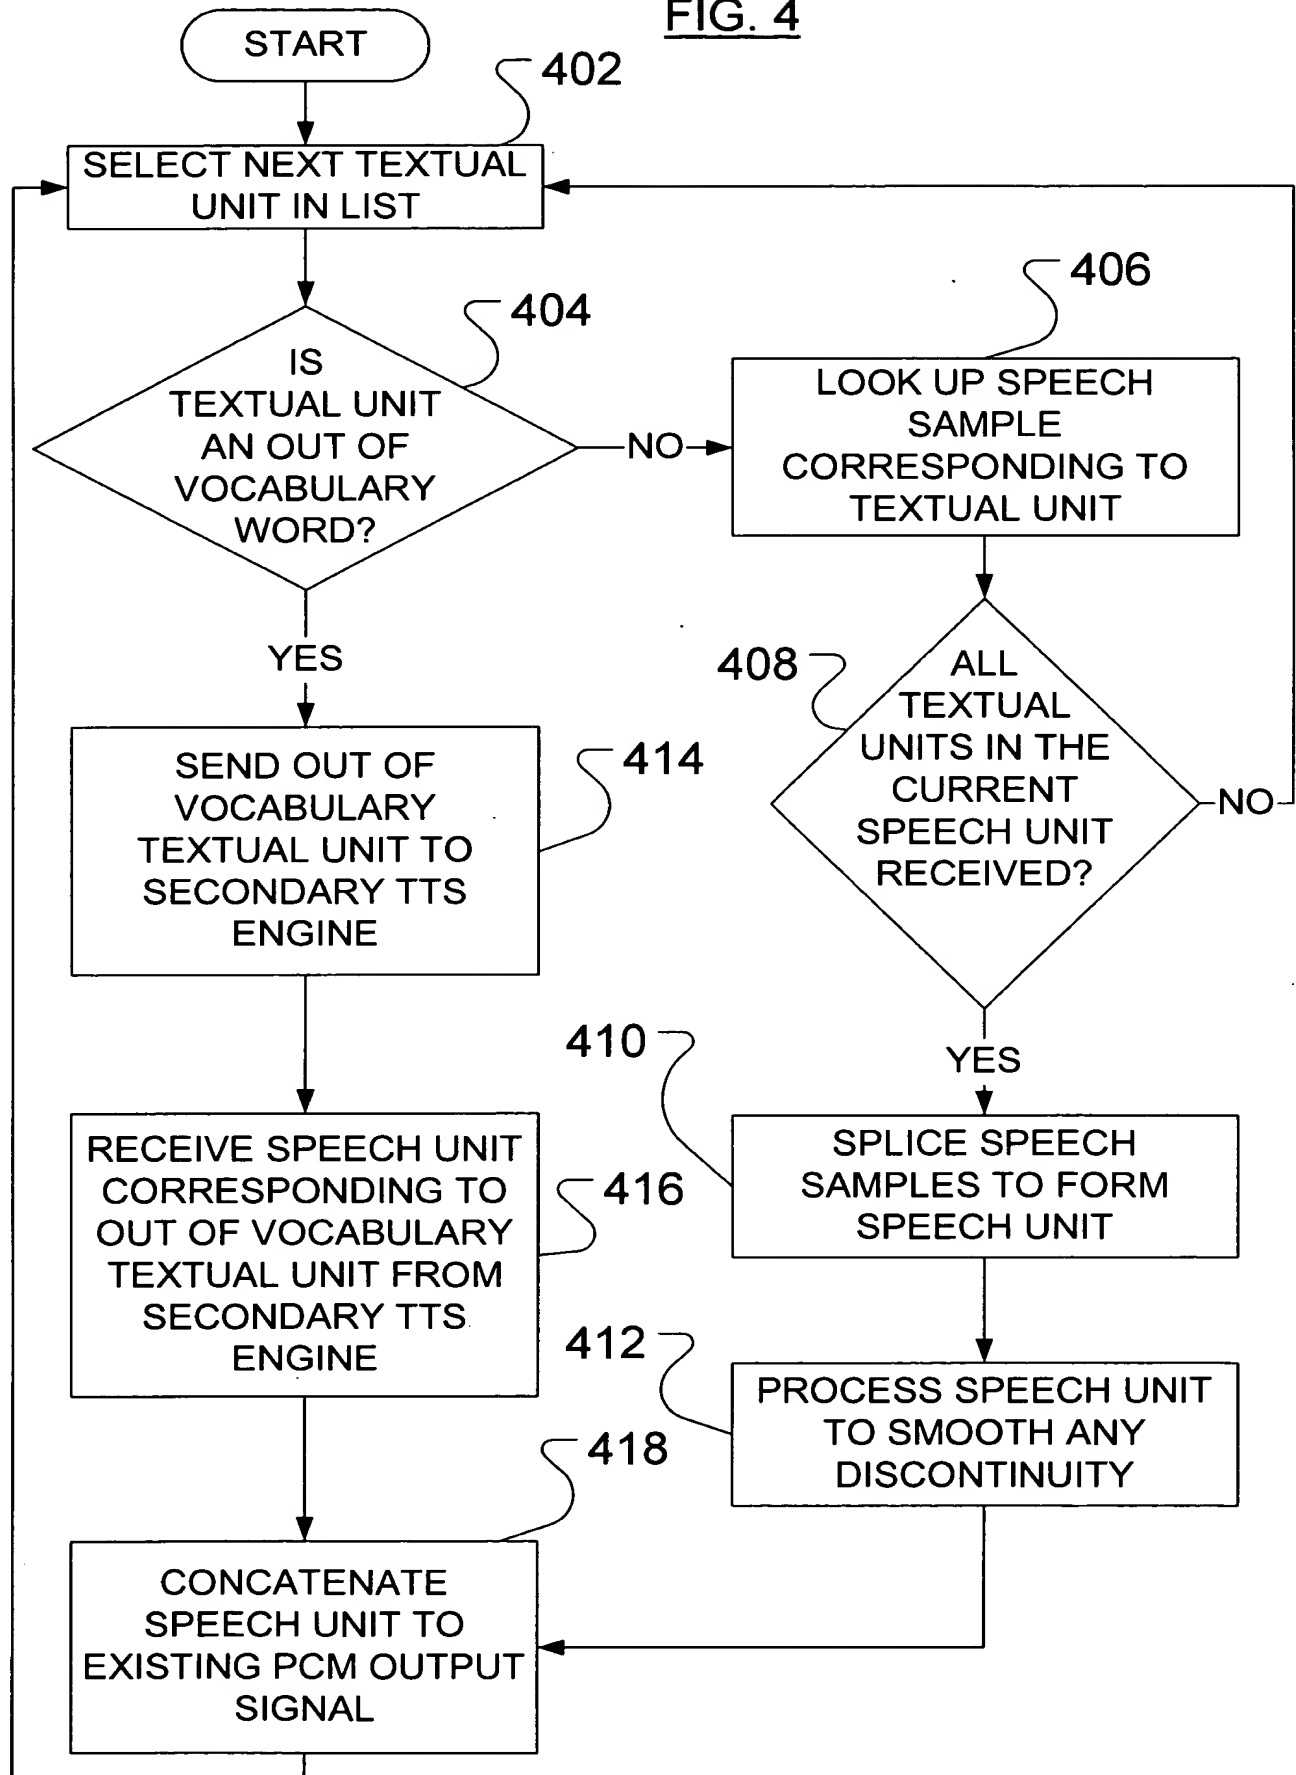 FIG. 4
START
402
SELECT NEXT TEXTUAL
UNIT IN LIST
404
IS
TEXTUAL UNIT
AN OUT OF
VOCABULARY
WORD?
NO
406
LOOK UP SPEECH
SAMPLE
CORRESPONDING TO
TEXTUAL UNIT
YES
408
ALL
TEXTUAL
UNITS IN THE
CURRENT
SPEECH UNIT
RECEIVED?
NO
414
SEND OUT OF
VOCABULARY
TEXTUAL UNIT TO
SECONDARY TTS
ENGINE
YES
410
SPLICE SPEECH
SAMPLES TO FORM
SPEECH UNIT
416
RECEIVE SPEECH UNIT
CORRESPONDING TO
OUT OF VOCABULARY
TEXTUAL UNIT FROM
SECONDARY TTS
ENGINE
412
PROCESS SPEECH UNIT
TO SMOOTH ANY
DISCONTINUITY
418
CONCATENATE
SPEECH UNIT TO
EXISTING PCM OUTPUT
SIGNAL